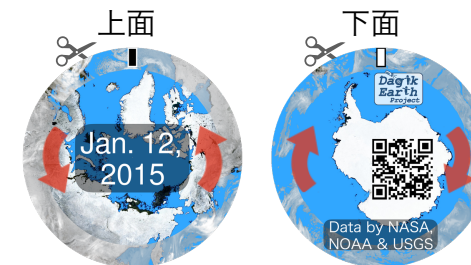 上面
下面
Jan. 12,
2015
Dagik
Earth
Project
Data by NASA,
NOAA & USGS